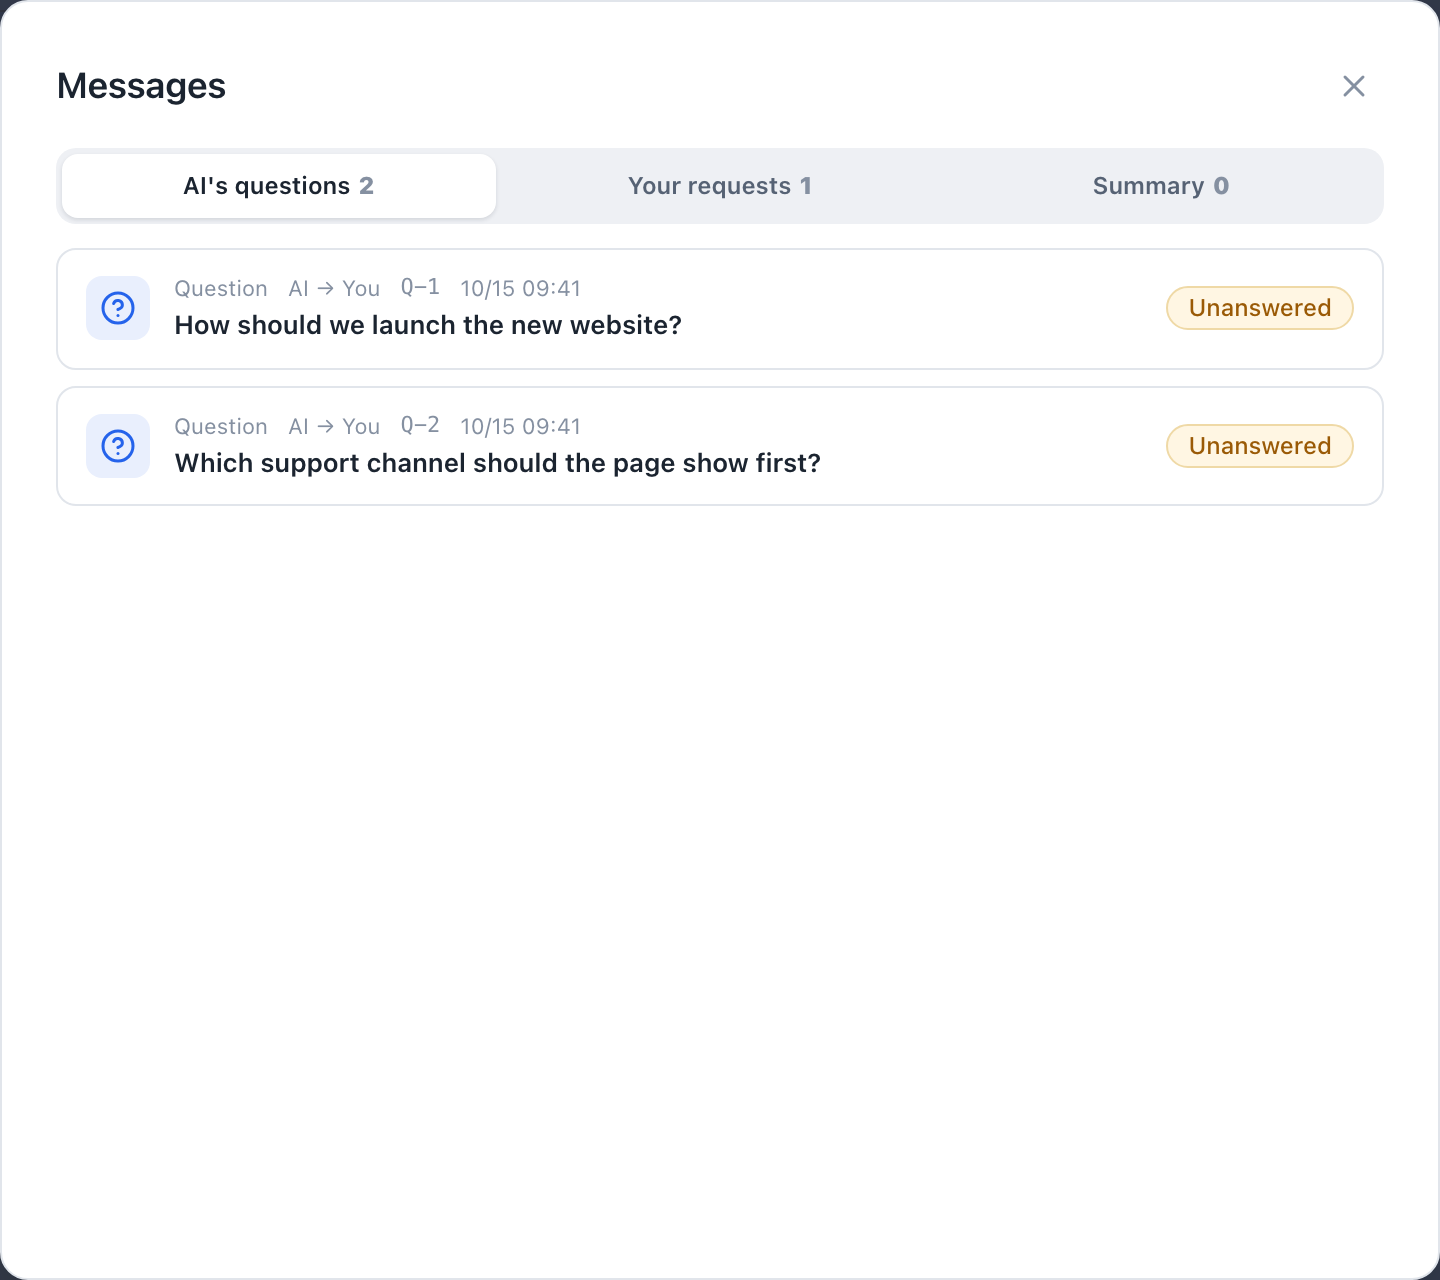 Messages
AI's questions 2
Your requests 1
Summary 0
Question AI → You Q−1 10/15 09:41
How should we launch the new website?
Unanswered
Question AI → You Q−2 10/15 09:41
Which support channel should the page show first?
Unanswered